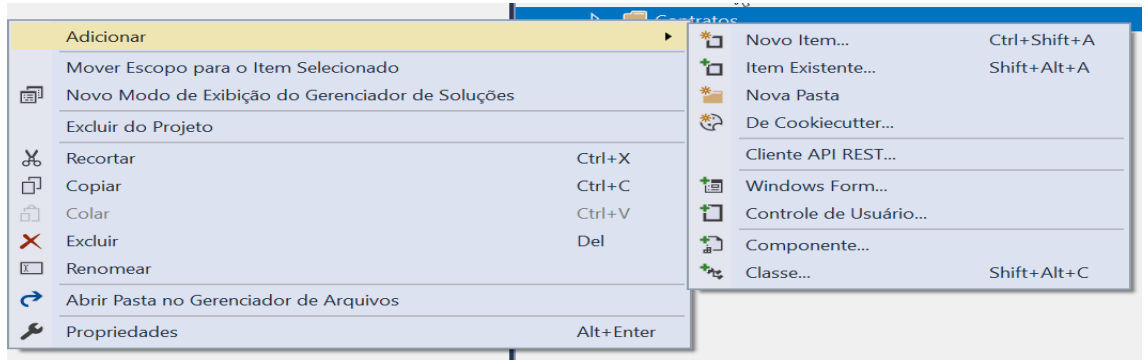 Contratos
Adicionar
Mover Escopo para o Item Selecionado
Novo Modo de Exibição do Gerenciador de Soluções
Excluir do Projeto
Recortar Ctrl+X
Copiar Ctrl+C
Colar Ctrl+V
Excluir Del
Renomear
Abrir Pasta no Gerenciador de Arquivos
Propriedades Alt+Enter
Novo Item... Ctrl+Shift+A
Item Existente... Shift+Alt+A
Nova Pasta
De Cookiecutter...
Cliente API REST...
Windows Form...
Controle de Usuário...
Componente...
Classe... Shift+Alt+C